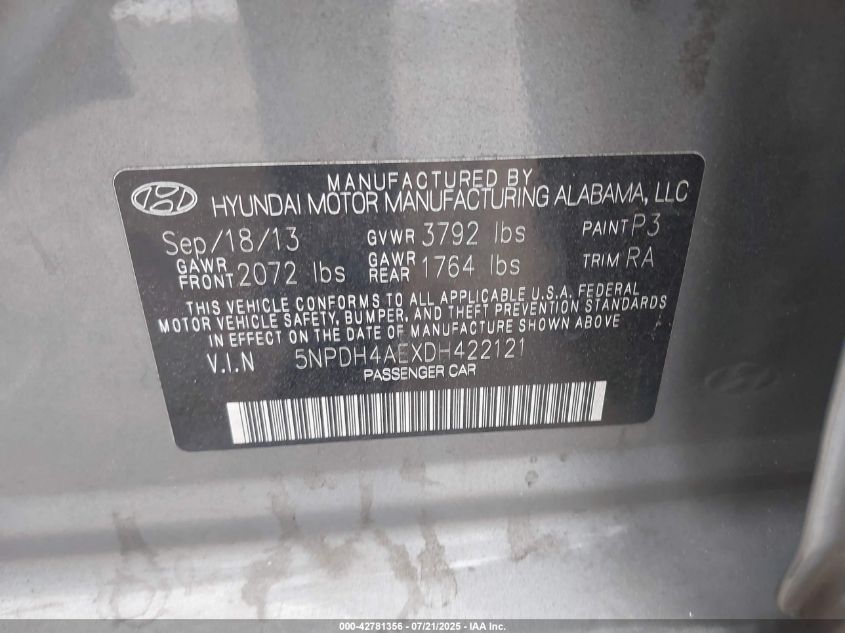 MANUFACTURED BY
HYUNDAI MOTOR MANUFACTURING ALABAMA, LLC
Sep/18/13 GVWR 3792 lbs PAINT P3
GAWR FRONT 2072 lbs GAWR REAR 1764 lbs TRIM RA
THIS VEHICLE CONFORMS TO ALL APPLICABLE U.S.A. FEDERAL
MOTOR VEHICLE SAFETY, BUMPER, AND THEFT PREVENTION STANDARDS
IN EFFECT ON THE DATE OF MANUFACTURE SHOWN ABOVE
V.I.N 5NPDH4AEXDH422121
PASSENGER CAR
000-42781356 - 07/21/2025 - IAA Inc.